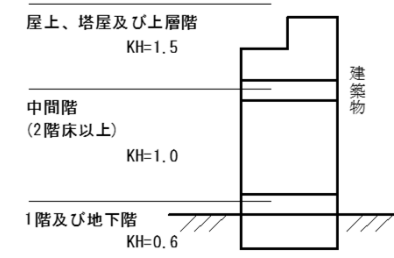 屋上、塔屋及び上層階
KH=1.5
中間階
(2階床以上)
KH=1.0
1階及び地下階
KH=0.6
建築物